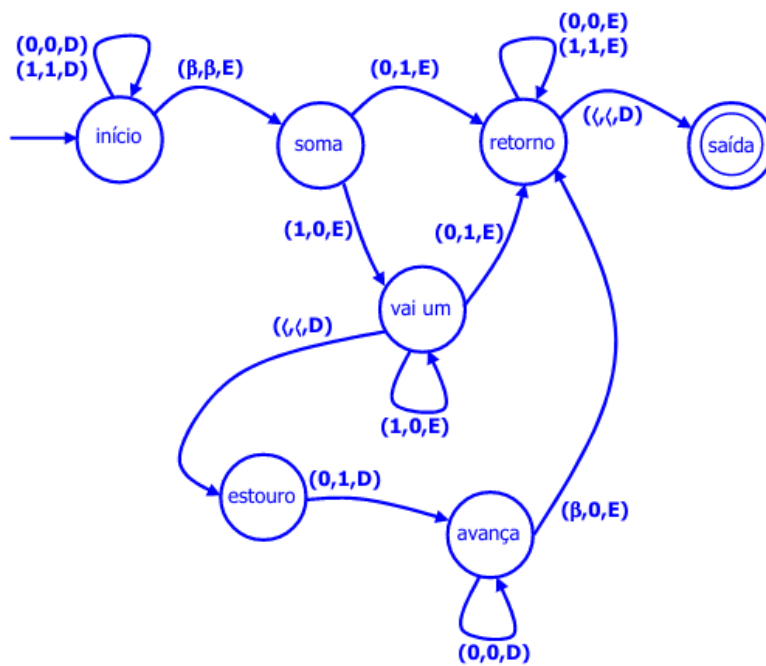 (0,0,D)
(1,1,D)
(β,β,E)
(0,1,E)
(0,0,E)
(1,1,E)
(⟨,⟨,D)
início
soma
retorno
saída
(1,0,E)
(0,1,E)
vai um
(⟨,⟨,D)
(1,0,E)
estouro
(0,1,D)
avança
(β,0,E)
(0,0,D)